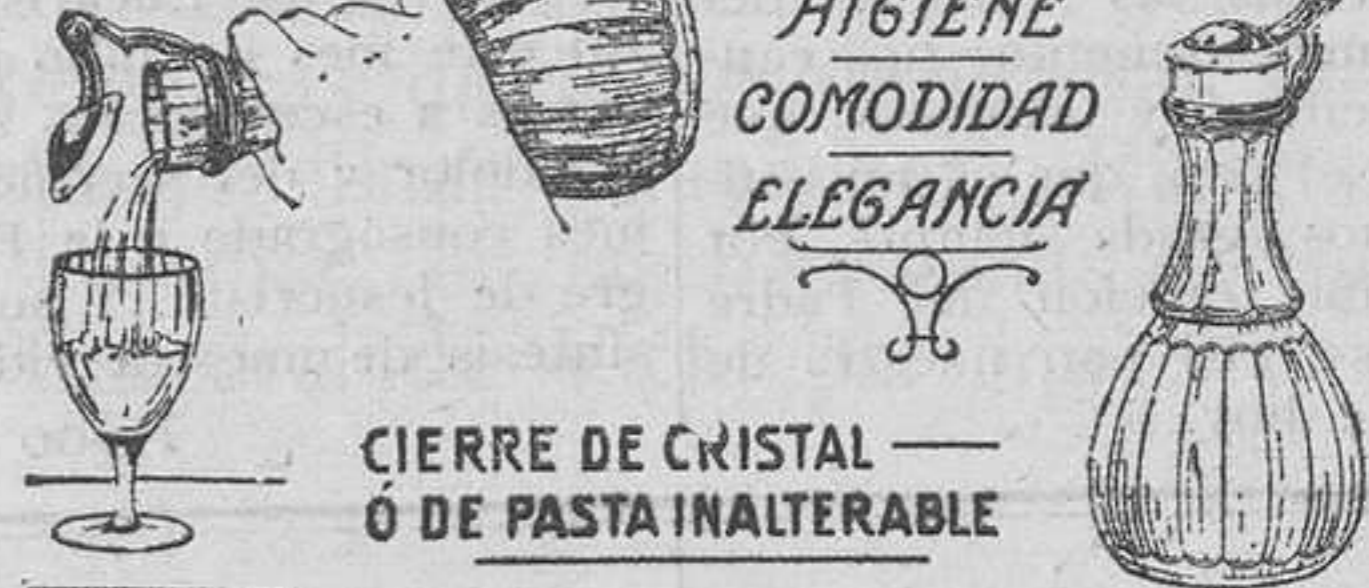 HIGIENE
COMODIDAD
ELEGANCIA
CIERRE DE CRISTAL
Ó DE PASTA INALTERABLE